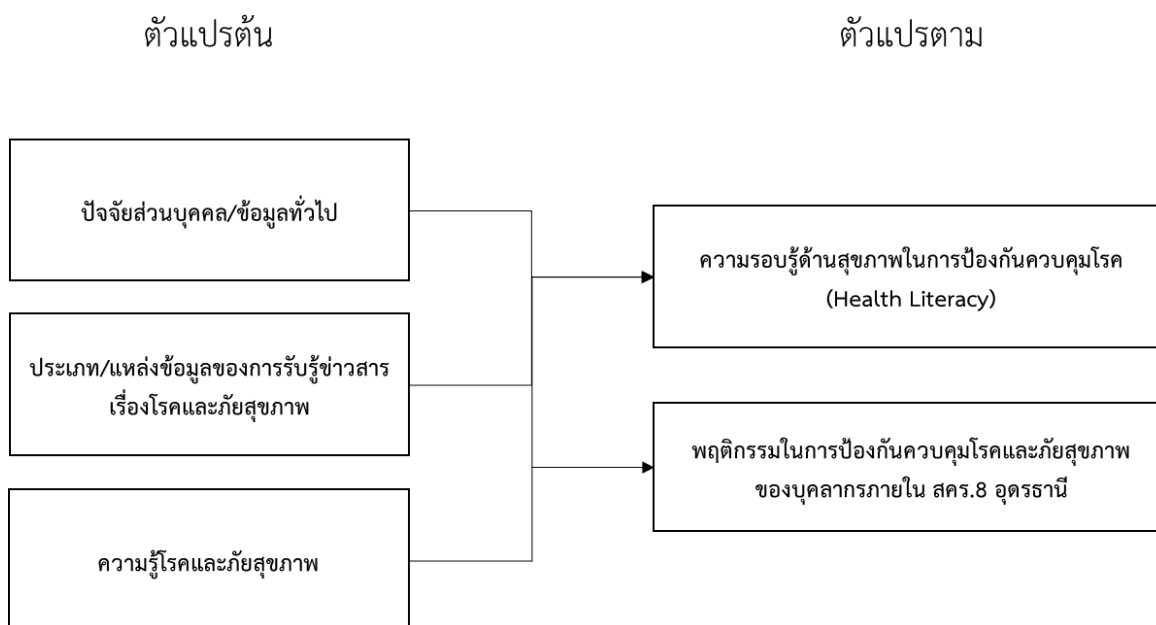 ตัวแปรต้น
ตัวแปรตาม
ปัจจัยส่วนบุคคล/ข้อมูลทั่วไป
ประเภท/แหล่งข้อมูลของการรับรู้ข่าวสาร
เรื่องโรคและภัยสุขภาพ
ความรู้โรคและภัยสุขภาพ
ความรอบรู้ด้านสุขภาพในการป้องกันควบคุมโรค
(Health Literacy)
พฤติกรรมในการป้องกันควบคุมโรคและภัยสุขภาพ
ของบุคลากรภายใน สคร.8 อุดรธานี